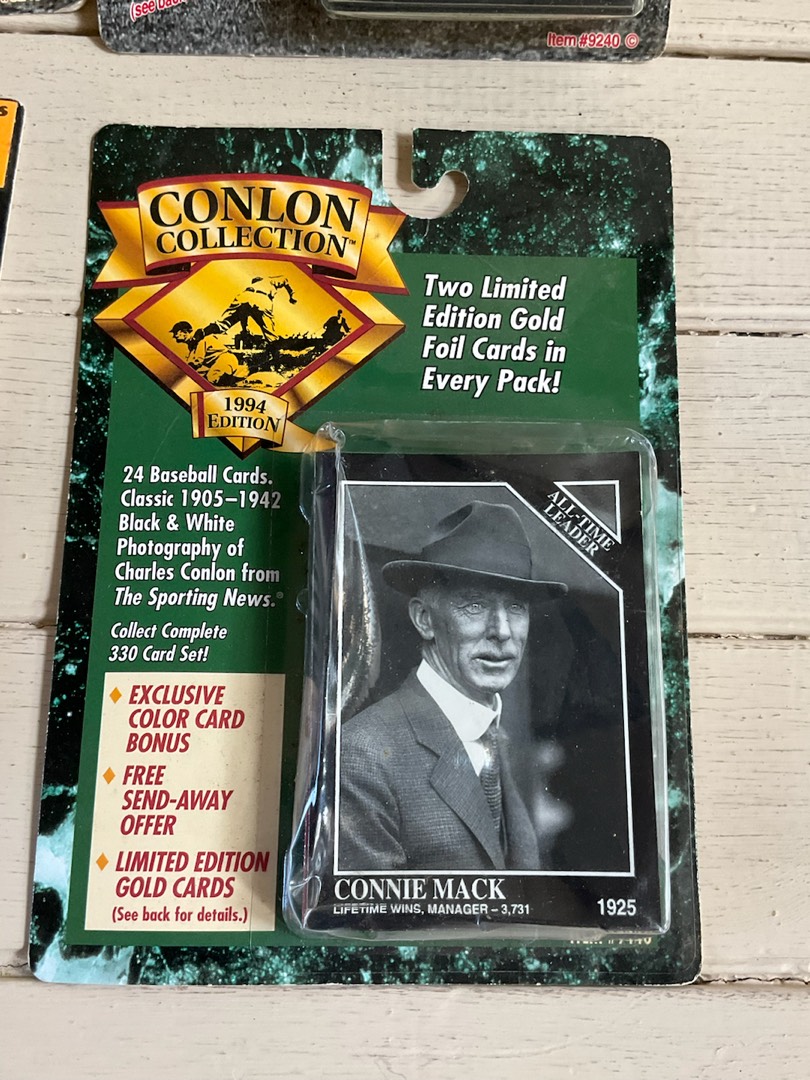 (see back
Item #9240 ©
CONLON
COLLECTION™
1994
EDITION
Two Limited
Edition Gold
Foil Cards in
Every Pack!
24 Baseball Cards.
Classic 1905–1942
Black & White
Photography of
Charles Conlon from
The Sporting News.®
Collect Complete
330 Card Set!
♦ EXCLUSIVE
COLOR CARD
BONUS
♦ FREE
SEND-AWAY
OFFER
♦ LIMITED EDITION
GOLD CARDS
(See back for details.)
ALL-TIME
LEADER
CONNIE MACK
LIFETIME WINS, MANAGER – 3,731
1925